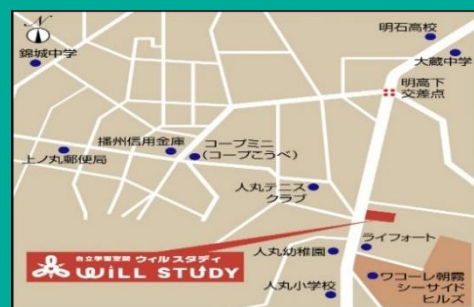 N
明石高校
錦城中学
大蔵中学
明高下
交差点
播州信用金庫
コープミニ
(コープこうべ)
上ノ丸郵便局
人丸テニス
クラブ
自立学習空間 ウィルスタディ
WiLL STUDY
人丸幼稚園
ライフォート
ワコーレ朝霧
シーサイド
ヒルズ
人丸小学校